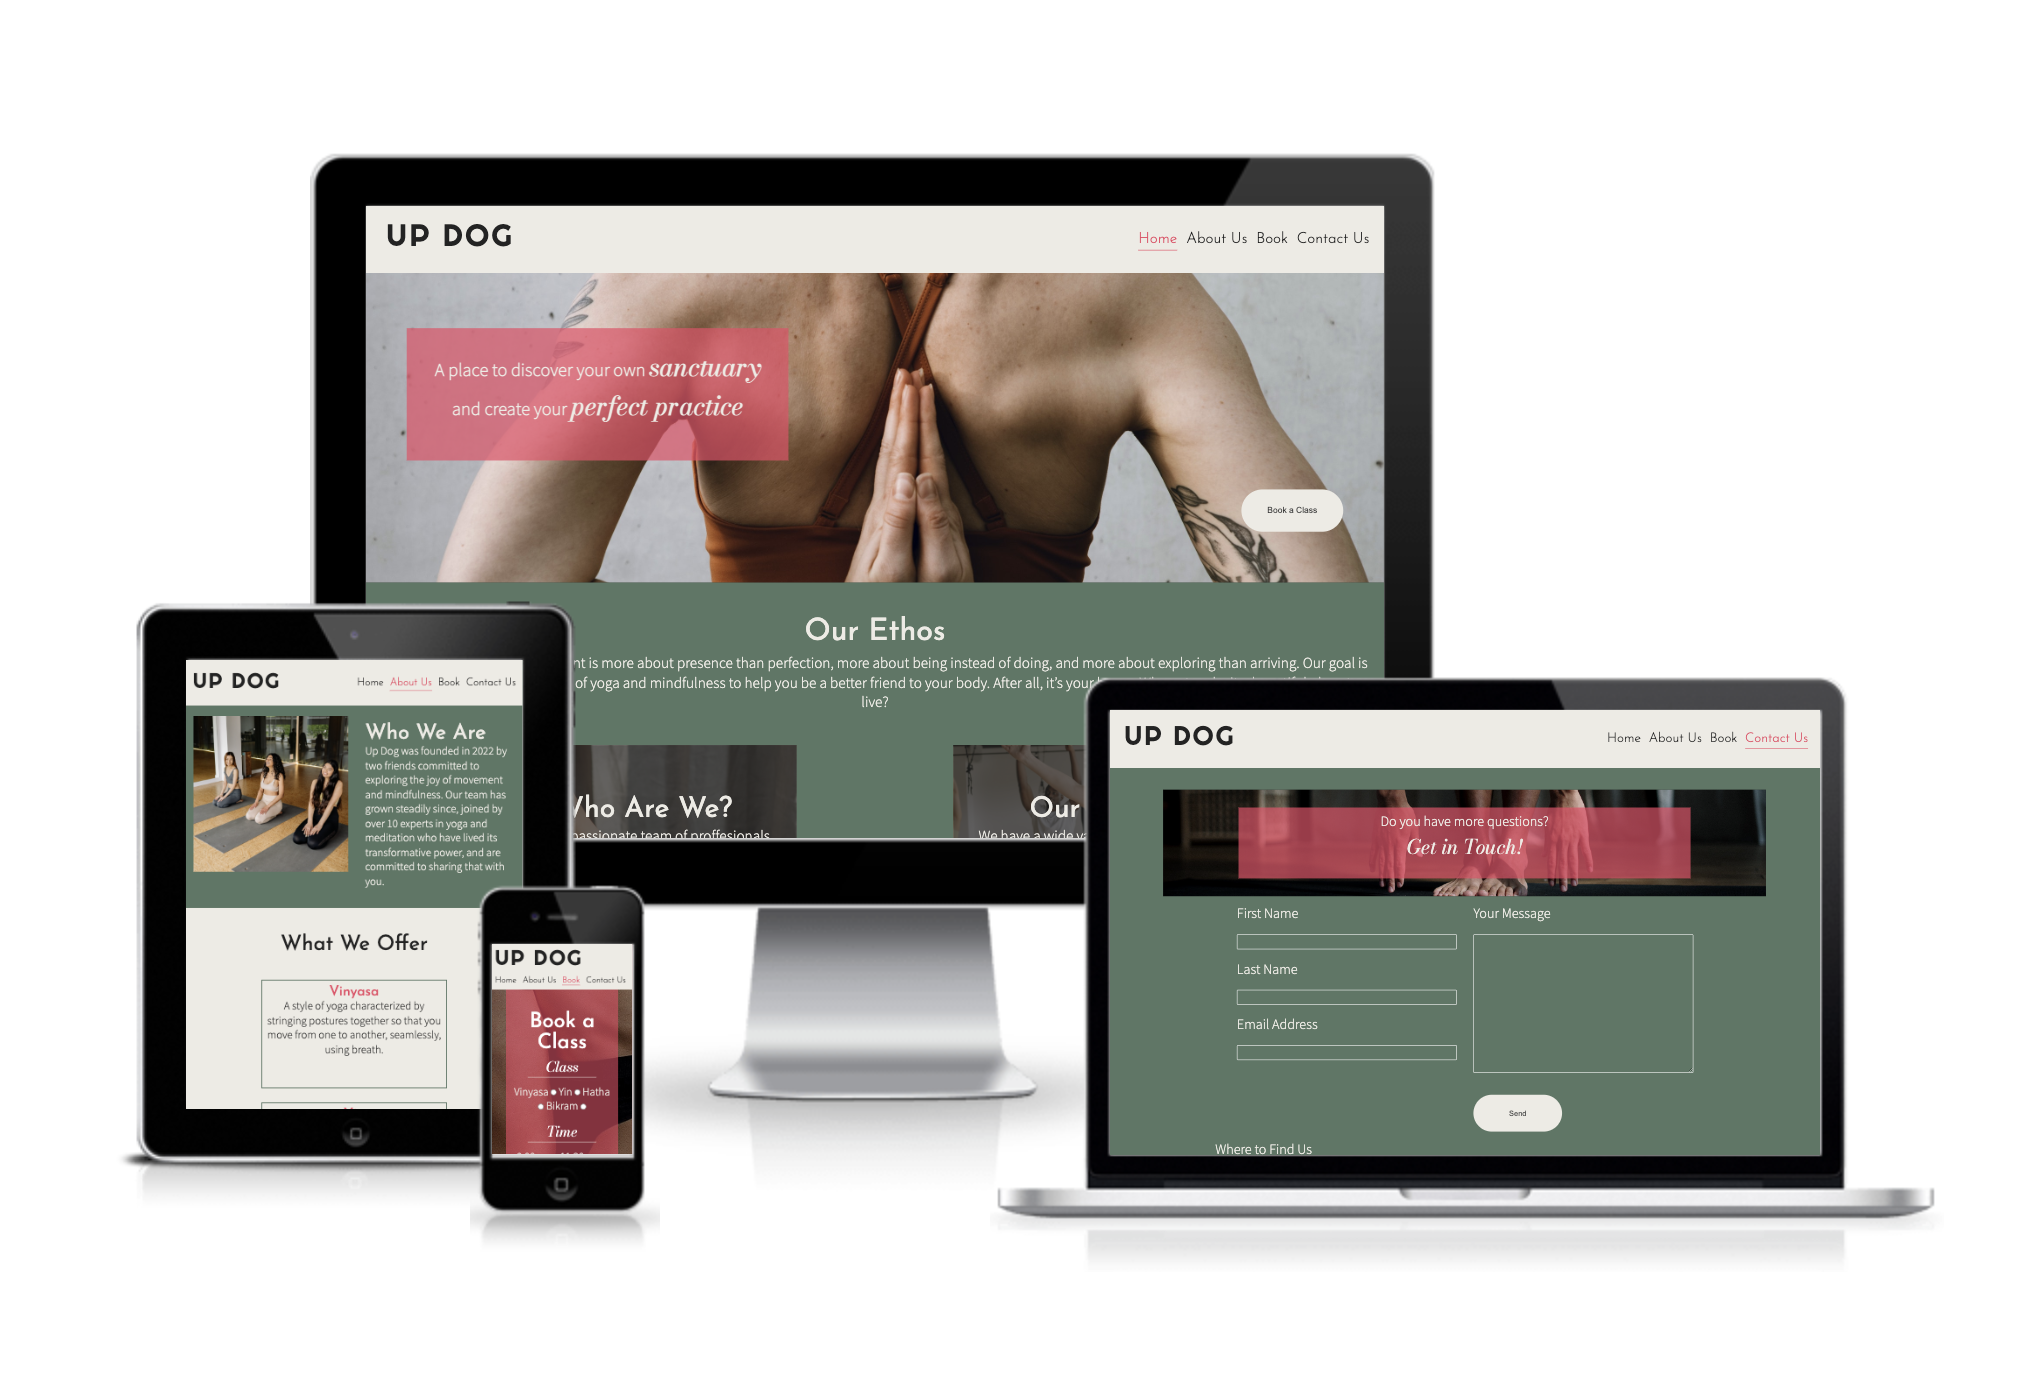 UP DOG
Home About Us Book Contact Us
A place to discover your own sanctuary
and create your perfect practice
Book a Class
Our Ethos
is more about presence than perfection, more about being instead of doing, and more about exploring than arriving. Our goal is
of yoga and mindfulness to help you be a better friend to your body. After all, it's your
live?
Who Are We?
passionate team of proffesionals
Our
We have a wide
UP DOG
Home About Us Book Contact Us
Who We Are
Up Dog was founded in 2022 by
two friends committed to
exploring the joy of movement
and mindfulness. Our team has
grown steadily since, joined by
over 10 experts in yoga and
meditation who have lived its
transformative power, and are
committed to sharing that with
you.
What We Offer
Vinyasa
A style of yoga characterized by
stringing postures together so that you
move from one to another, seamlessly,
using breath.
UP DOG
Home About Us Book Contact Us
Book a
Class
Class
Vinyasa ● Yin ● Hatha
● Bikram ●
Time
UP DOG
Home About Us Book Contact Us
Do you have more questions?
Get in Touch!
First Name
Your Message
Last Name
Email Address
Send
Where to Find Us